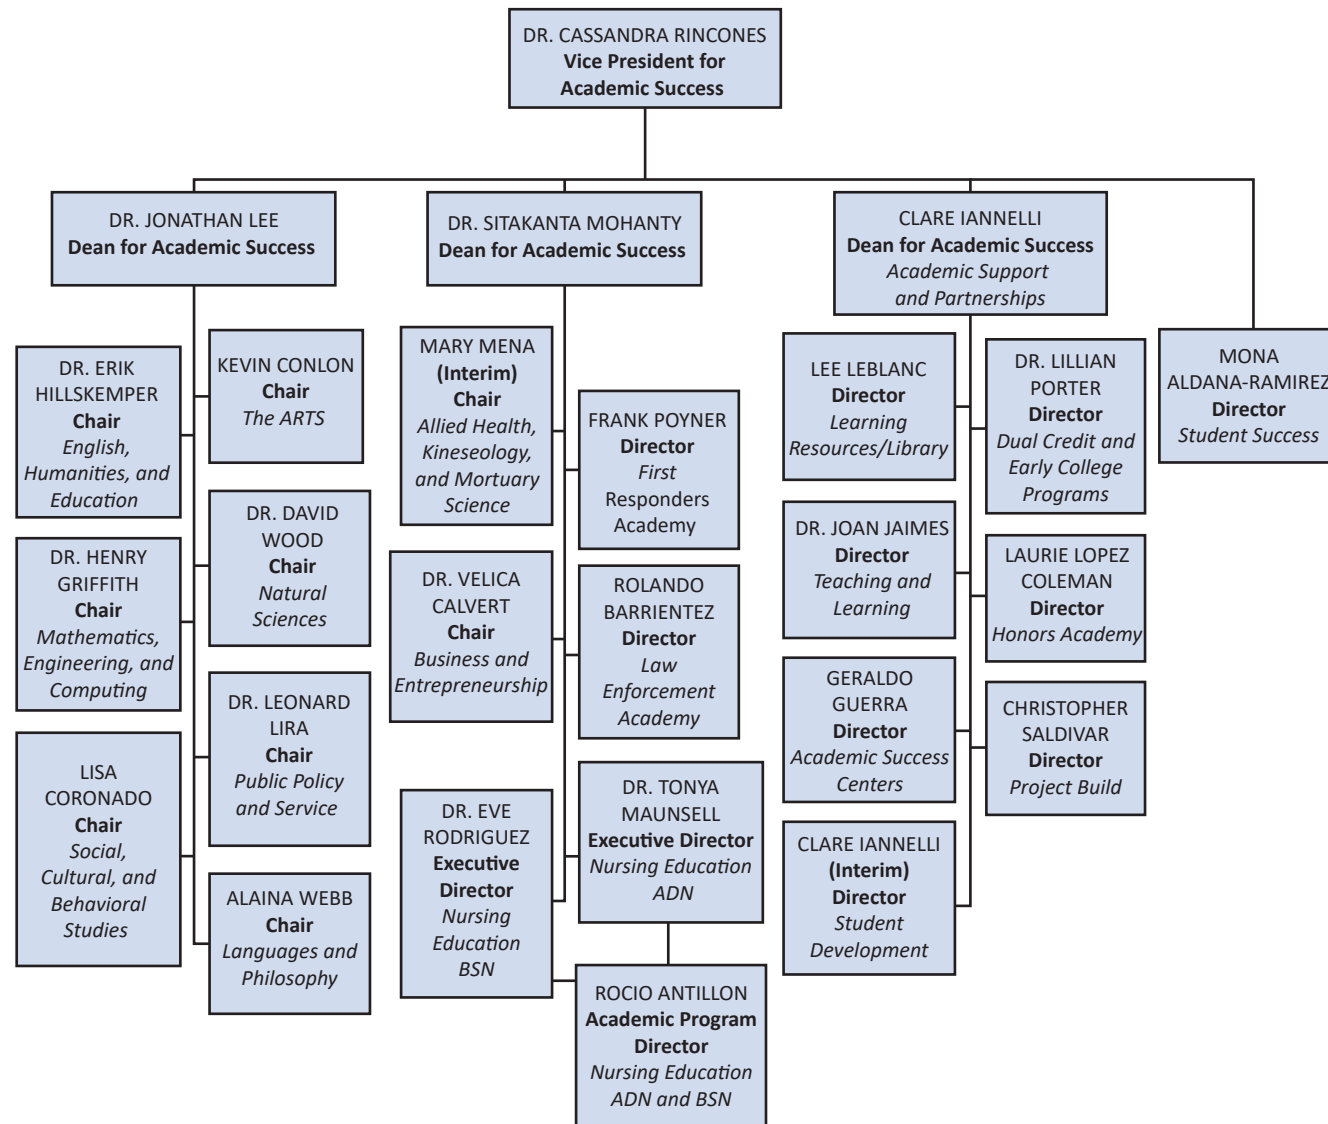 DR. CASSANDRA RINCONES
Vice President for
Academic Success
DR. JONATHAN LEE
Dean for Academic Success
DR. SITAKANTA MOHANTY
Dean for Academic Success
CLARE IANNELLI
Dean for Academic Success
Academic Support
and Partnerships
MONA
ALDANA-RAMIREZ
Director
Student Success
DR. ERIK
HILLSKEMPER
Chair
English,
Humanities, and
Education
KEVIN CONLON
Chair
The ARTS
DR. HENRY
GRIFFITH
Chair
Mathematics,
Engineering, and
Computing
DR. DAVID
WOOD
Chair
Natural
Sciences
LISA
CORONADO
Chair
Social,
Cultural, and
Behavioral
Studies
DR. LEONARD
LIRA
Chair
Public Policy
and Service
ALAINA WEBB
Chair
Languages and
Philosophy
MARY MENA
(Interim)
Chair
Allied Health,
Kineseology,
and Mortuary
Science
FRANK POYNER
Director
First
Responders
Academy
DR. VELICA
CALVERT
Chair
Business and
Entrepreneurship
ROLANDO
BARRIENTEZ
Director
Law
Enforcement
Academy
DR. EVE
RODRIGUEZ
Executive
Director
Nursing
Education
BSN
DR. TONYA
MAUNSELL
Executive Director
Nursing Education
ADN
ROCIO ANTILLON
Academic Program
Director
Nursing Education
ADN and BSN
LEE LEBLANC
Director
Learning
Resources/Library
DR. LILLIAN
PORTER
Director
Dual Credit and
Early College
Programs
DR. JOAN JAIMES
Director
Teaching and
Learning
LAURIE LOPEZ
COLEMAN
Director
Honors Academy
GERALDO
GUERRA
Director
Academic Success
Centers
CHRISTOPHER
SALDIVAR
Director
Project Build
CLARE IANNELLI
(Interim)
Director
Student
Development